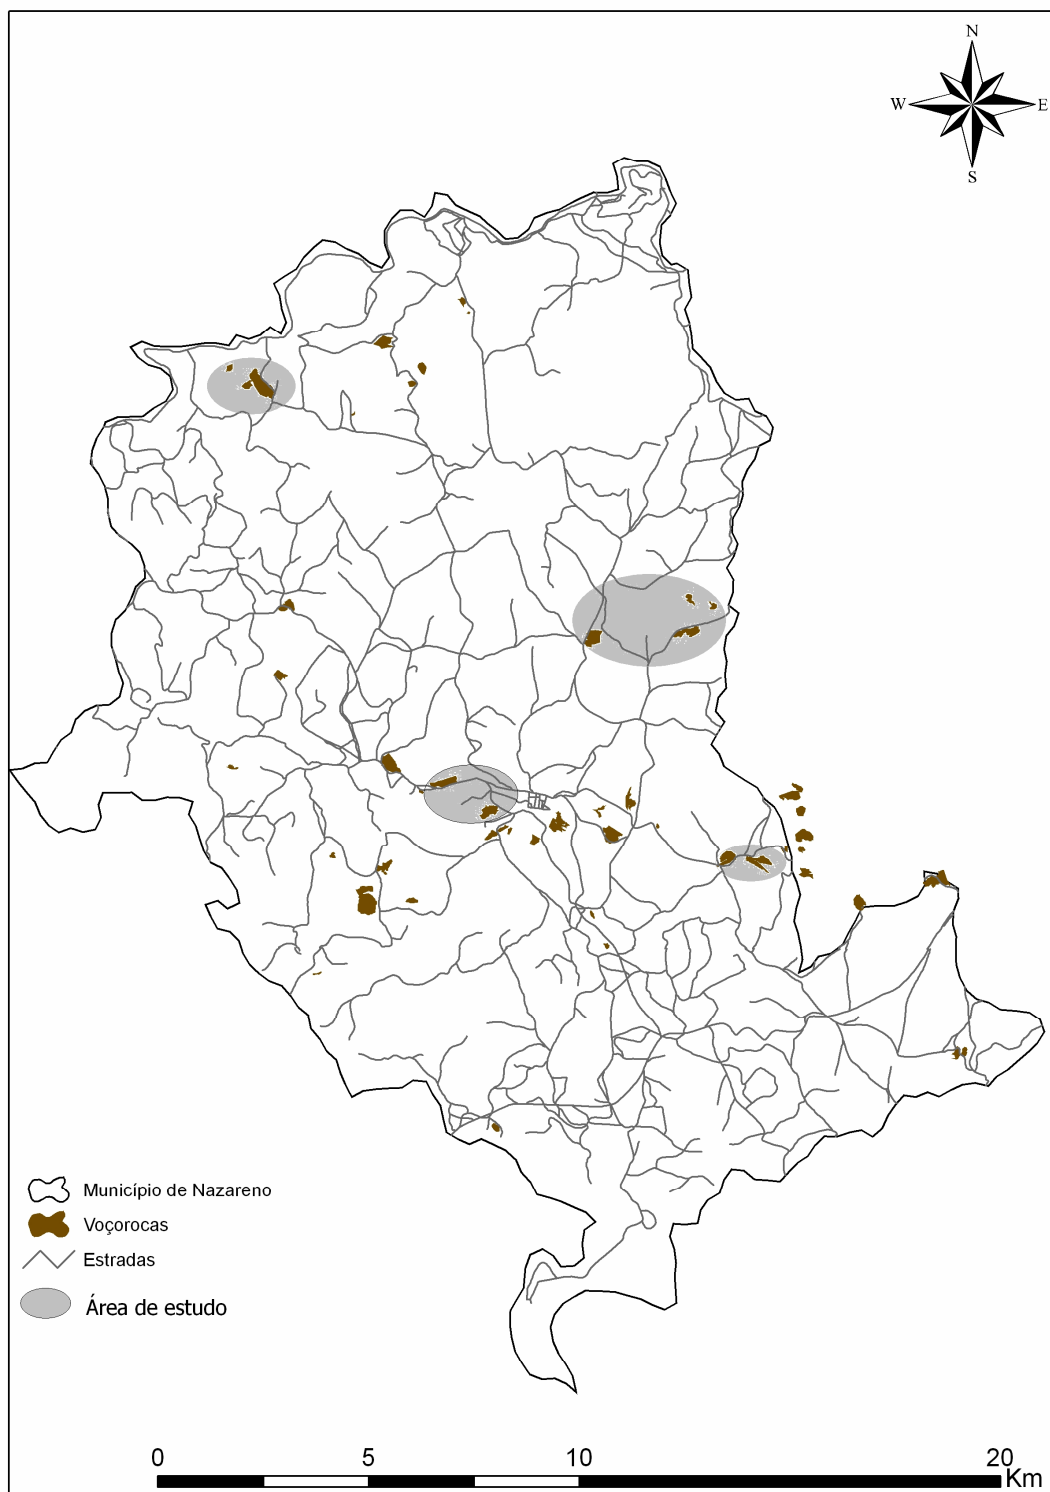 N
W E
S
Município de Nazareno
Voçorocas
Estradas
Área de estudo
0 5 10 20
Km